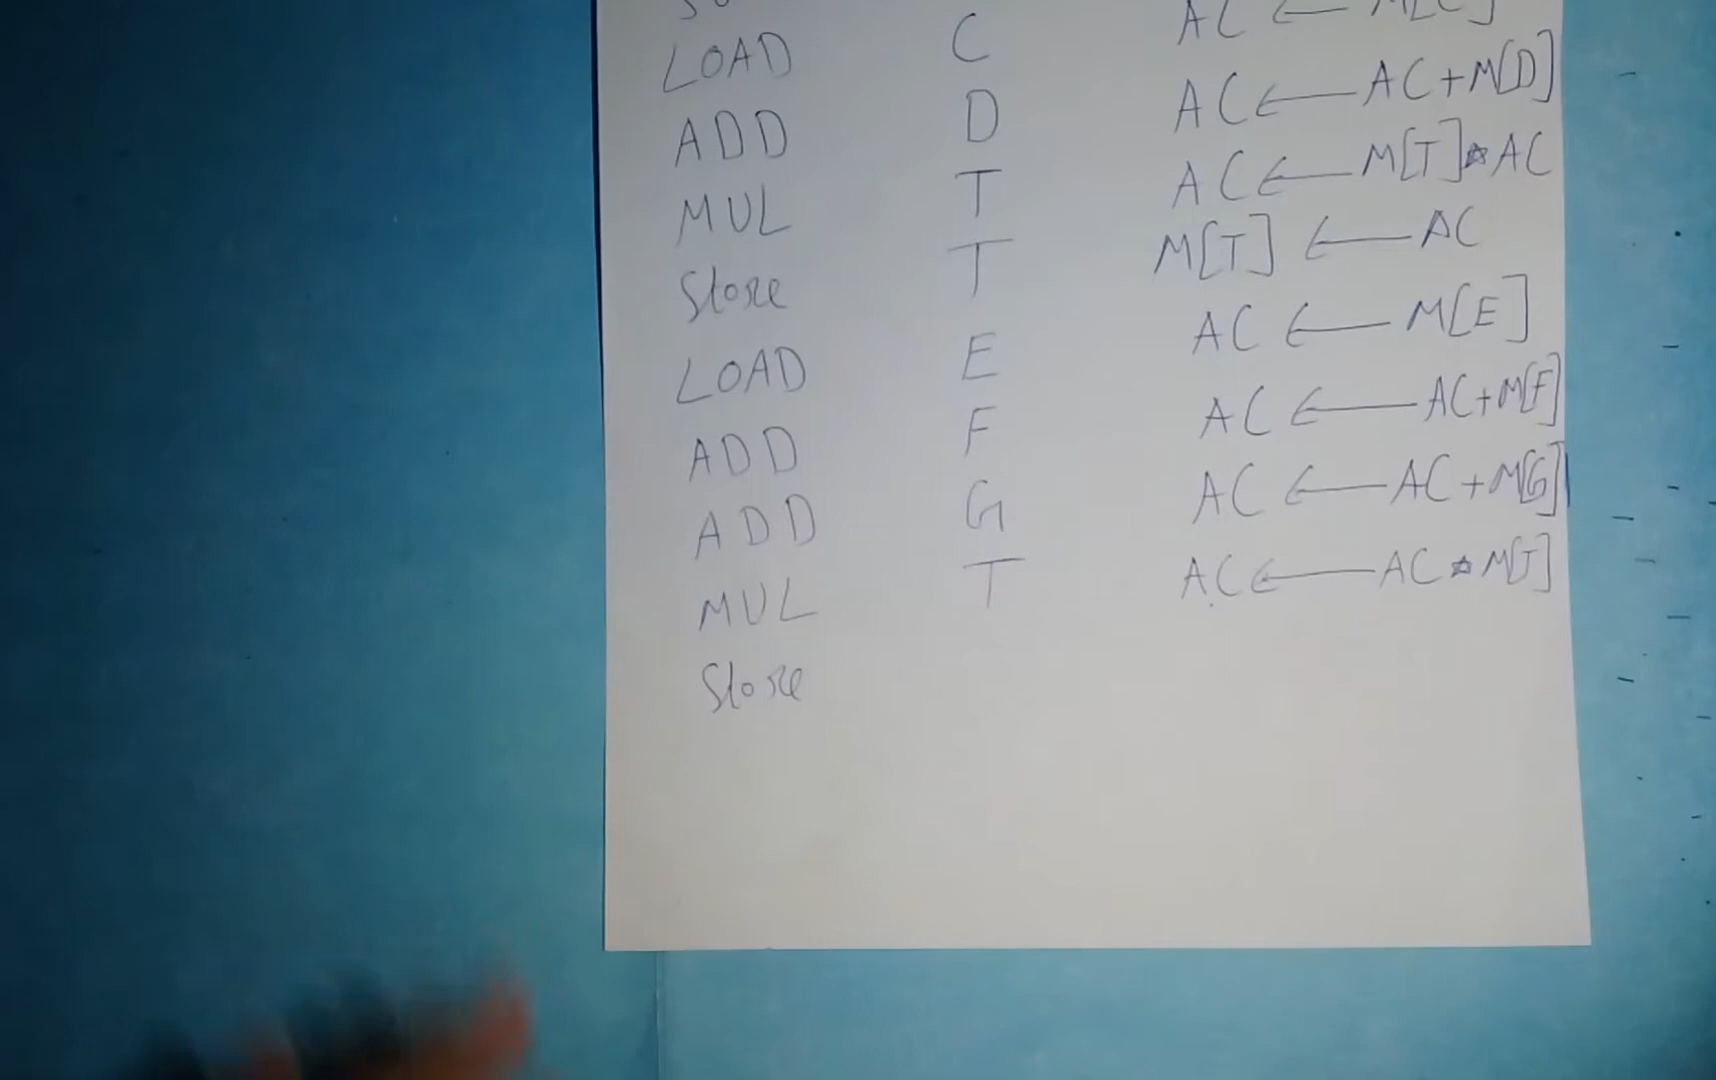 LOAD C AC ← M[C]
ADD D AC ← AC+M[D]
MUL T AC ← M[T]*AC
Store T M[T] ← AC
LOAD E AC ← M[E]
ADD F AC ← AC+M[F]
ADD G AC ← AC+M[G]
MUL T AC ← AC*M[T]
Store